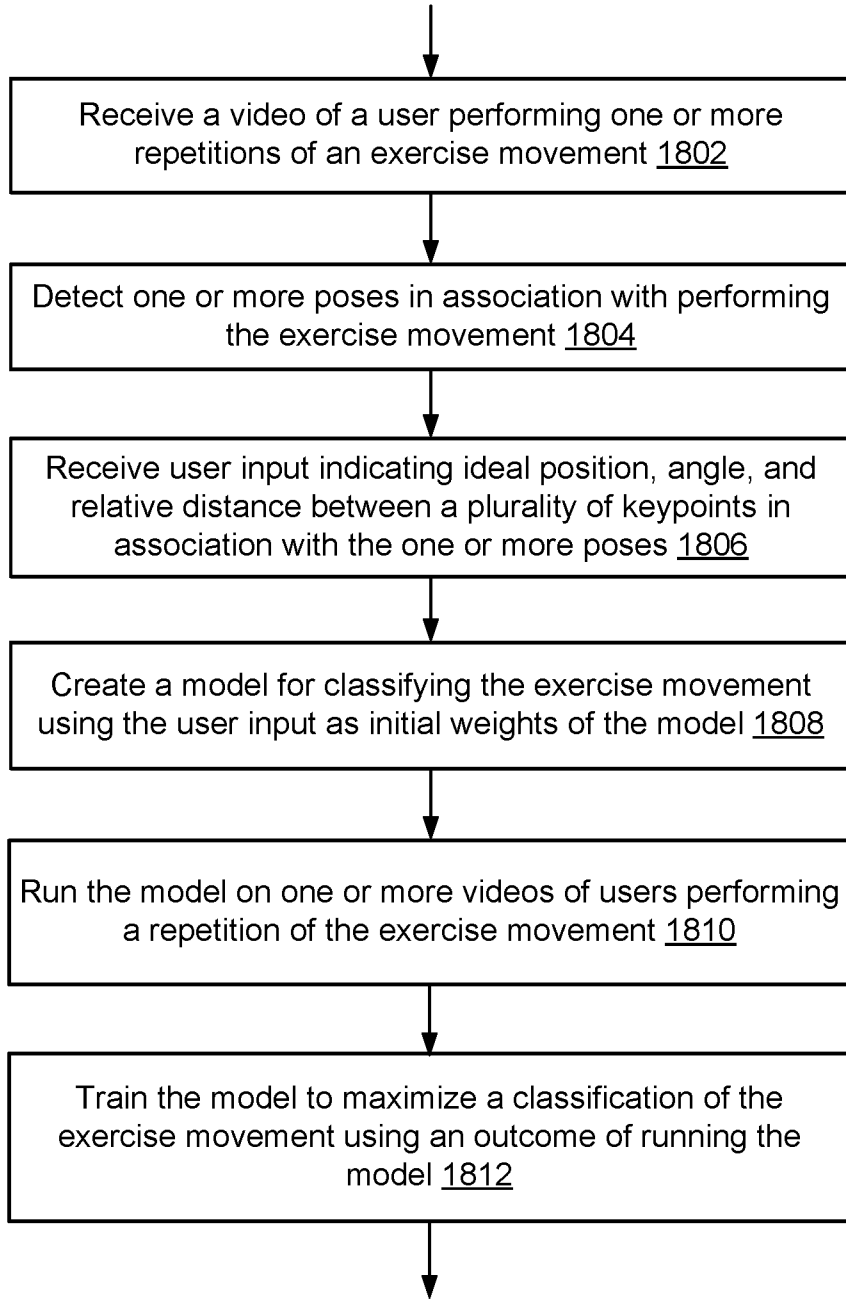 Receive a video of a user performing one or more
repetitions of an exercise movement 1802
Detect one or more poses in association with performing
the exercise movement 1804
Receive user input indicating ideal position, angle, and
relative distance between a plurality of keypoints in
association with the one or more poses 1806
Create a model for classifying the exercise movement
using the user input as initial weights of the model 1808
Run the model on one or more videos of users performing
a repetition of the exercise movement 1810
Train the model to maximize a classification of the
exercise movement using an outcome of running the
model 1812